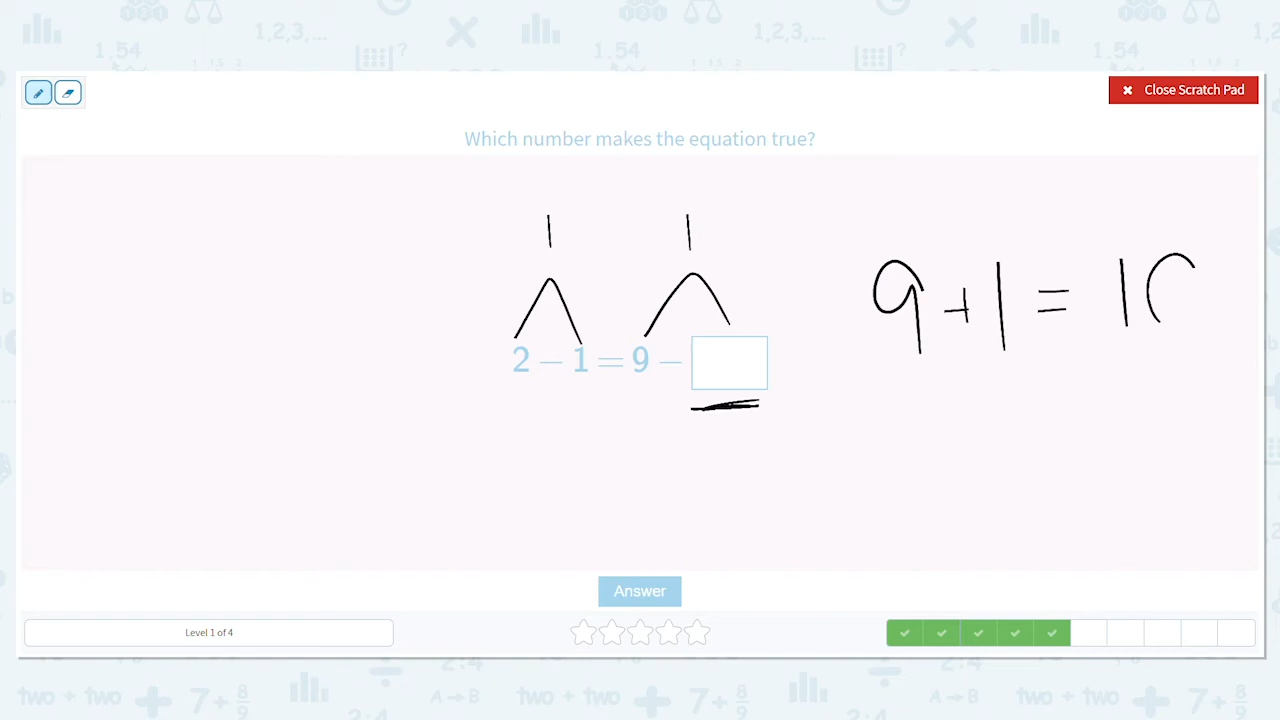 Close Scratch Pad
Which number makes the equation true?
1 1
9 + 1 = 10
2 − 1 = 9 −
Answer
Level 1 of 4